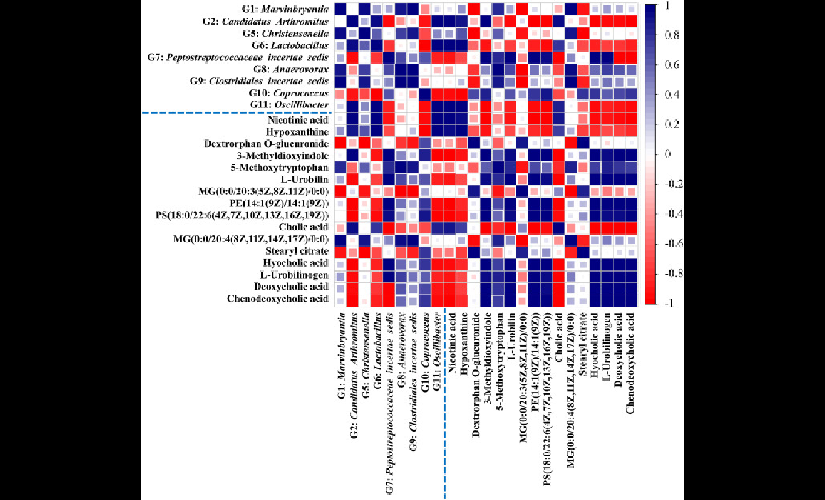 G1: Marvinbryantia
G2: Candidatus Arthromitus
G5: Christensenella
G6: Lactobacillus
G7: Peptostreptococcaceae incertae sedis
G8: Anaerovorax
G9: Clostridiales incertae sedis
G10: Coprococcus
G11: Oscillibacter
Nicotinic acid
Hypoxanthine
Dextrorphan O-glucuronide
3-Methyldioxyindole
5-Methoxytryptophan
L-Urobilin
MG(0:0/20:3(5Z,8Z,11Z)/0:0)
PE(14:1(9Z)/14:1(9Z))
PS(18:0/22:6(4Z,7Z,10Z,13Z,16Z,19Z))
Cholic acid
MG(0:0/20:4(8Z,11Z,14Z,17Z)/0:0)
Stearyl citrate
Hyocholic acid
L-Urobilinogen
Deoxycholic acid
Chenodeoxycholic acid
1
0.8
0.6
0.4
0.2
0
-0.2
-0.4
-0.6
-0.8
-1
G1: Marvinbryantia
G2: Candidatus Arthromitus
G5: Christensenella
G6: Lactobacillus
G7: Peptostreptococcaceae incertae sedis
G8: Anaerovorax
G9: Clostridiales incertae sedis
G10: Coprococcus
G11: Oscillibacter
Nicotinic acid
Hypoxanthine
Dextrorphan O-glucuronide
3-Methyldioxyindole
5-Methoxytryptophan
L-Urobilin
MG(0:0/20:3(5Z,8Z,11Z)/0:0)
PE(14:1(9Z)/14:1(9Z))
PS(18:0/22:6(4Z,7Z,10Z,13Z,16Z,19Z))
Cholic acid
MG(0:0/20:4(8Z,11Z,14Z,17Z)/0:0)
Stearyl citrate
Hyocholic acid
L-Urobilinogen
Deoxycholic acid
Chenodeoxycholic acid